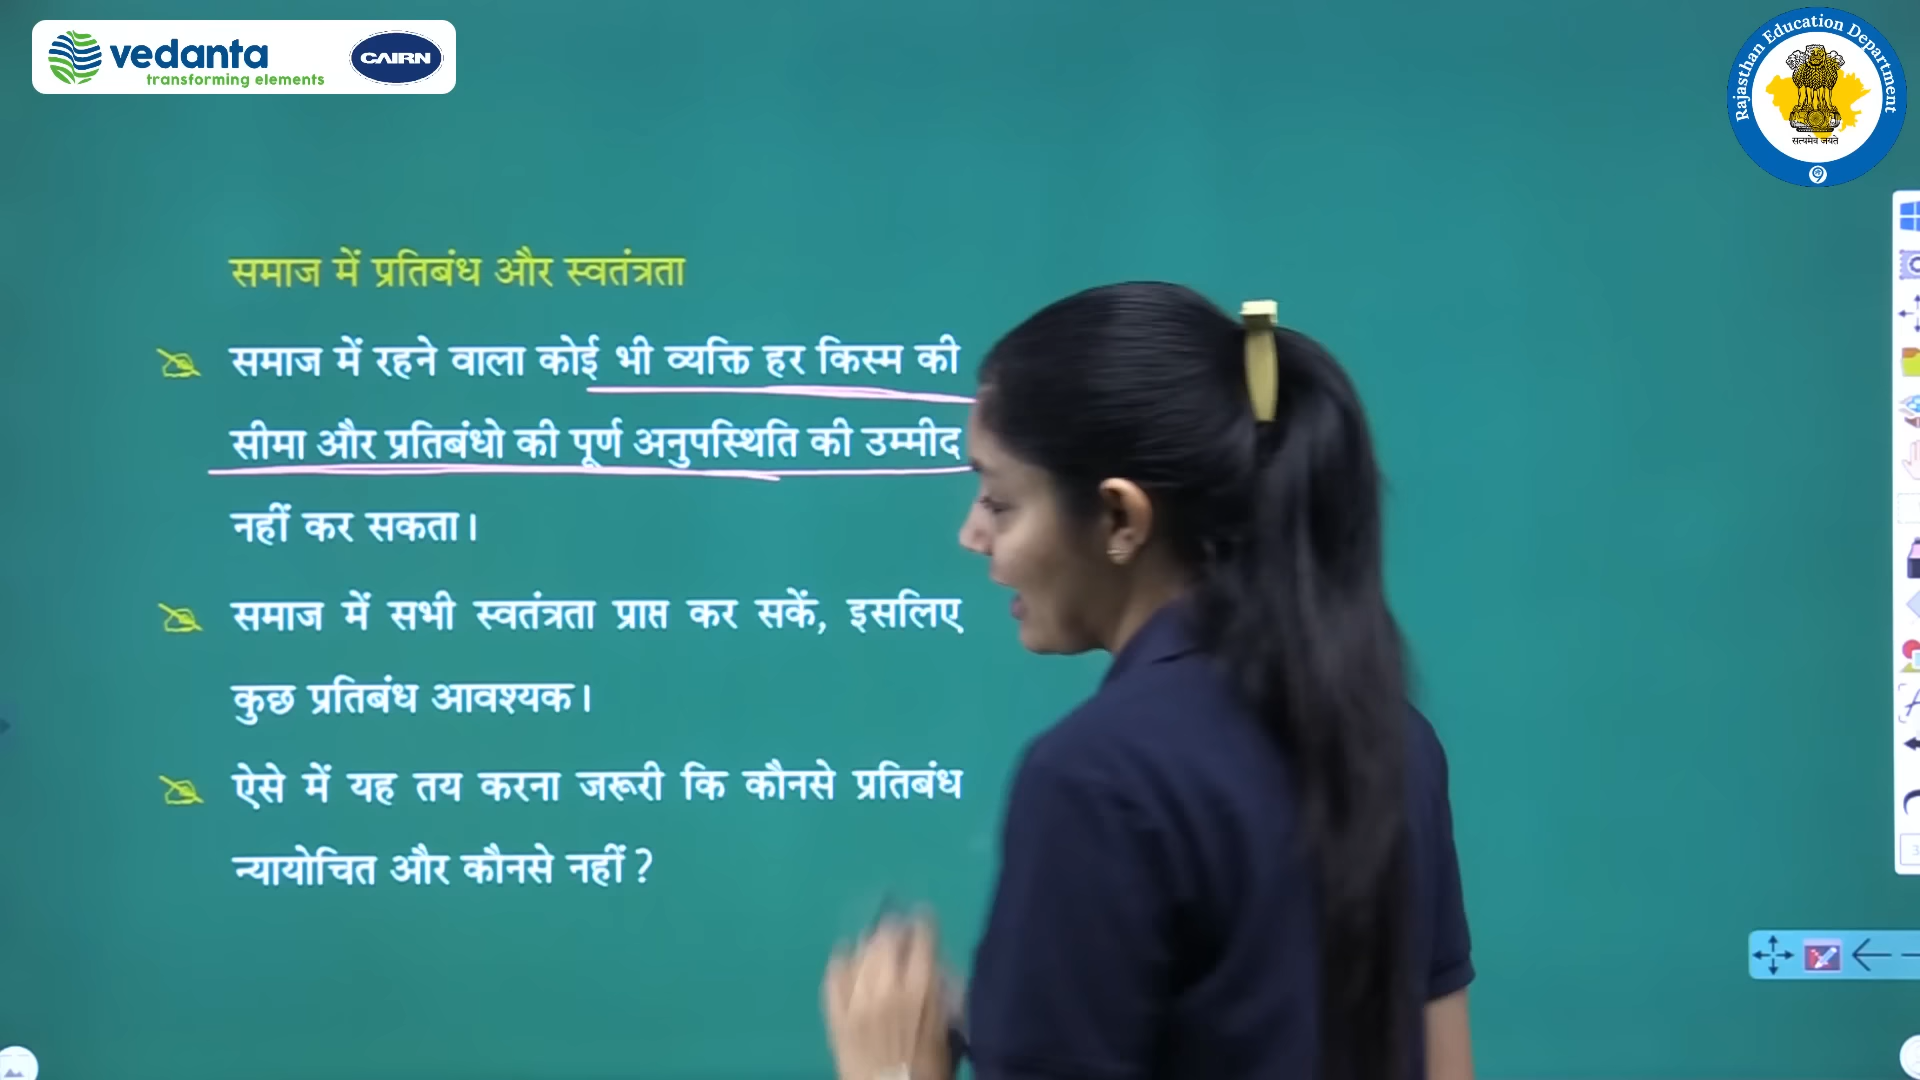 vedanta
transforming elements
CAIRN
Rajasthan Education Department
सत्यमेव जयते
समाज में प्रतिबंध और स्वतंत्रता
समाज में रहने वाला कोई भी व्यक्ति हर किस्म की
सीमा और प्रतिबंधो की पूर्ण अनुपस्थिति की उम्मीद
नहीं कर सकता।
समाज में सभी स्वतंत्रता प्राप्त कर सकें, इसलिए
कुछ प्रतिबंध आवश्यक।
ऐसे में यह तय करना जरूरी कि कौनसे प्रतिबंध
न्यायोचित और कौनसे नहीं ?